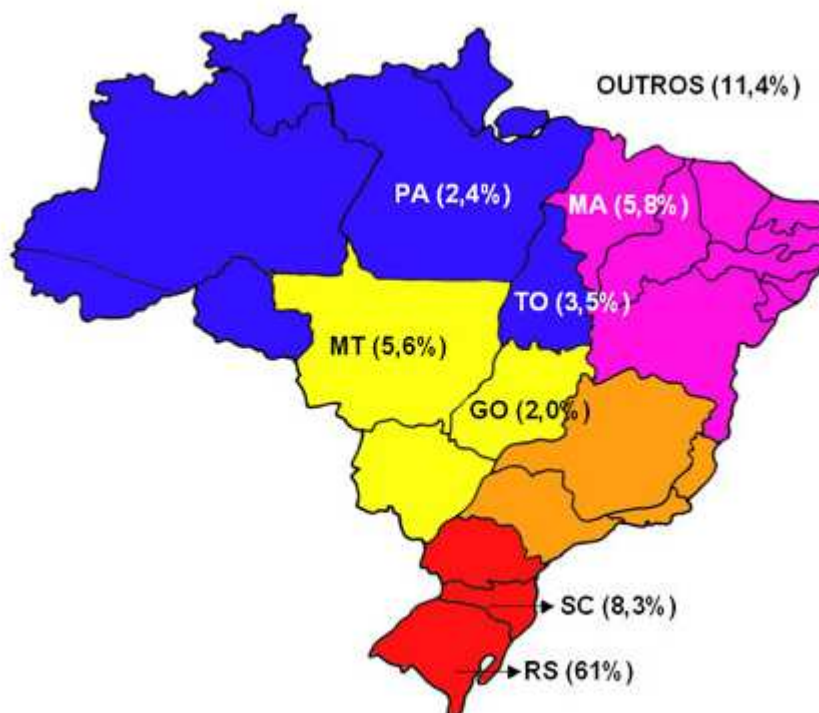 OUTROS (11,4%)
PA (2,4%)
MA (5,8%)
TO (3,5%)
MT (5,6%)
GO (2,0%)
SC (8,3%)
RS (61%)